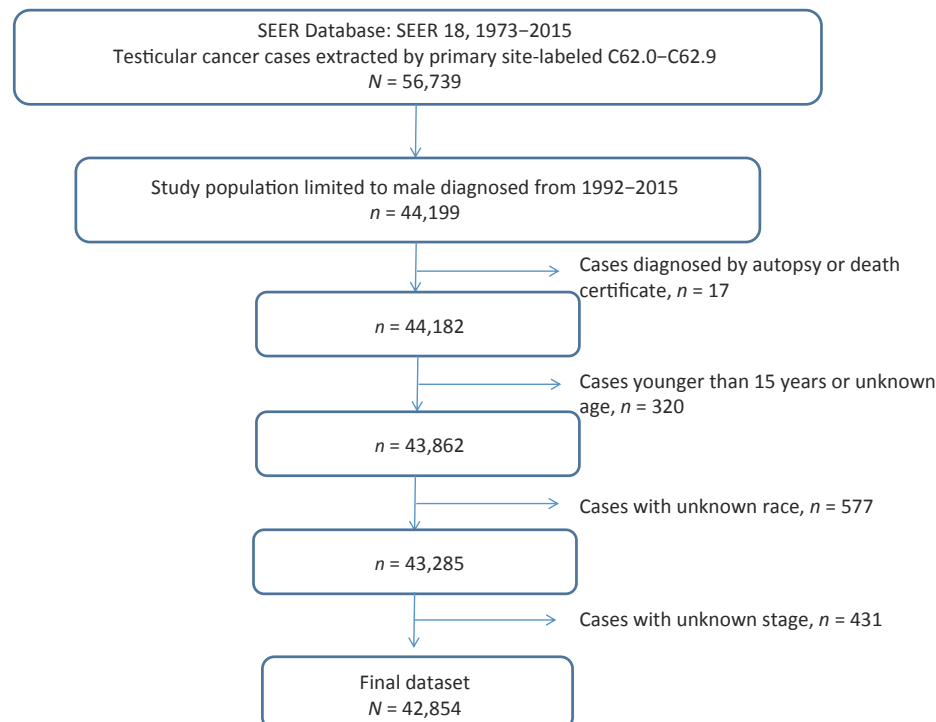 SEER Database: SEER 18, 1973–2015
Testicular cancer cases extracted by primary site-labeled C62.0–C62.9
N = 56,739
Study population limited to male diagnosed from 1992–2015
n = 44,199
Cases diagnosed by autopsy or death
certificate, n = 17
n = 44,182
Cases younger than 15 years or unknown
age, n = 320
n = 43,862
Cases with unknown race, n = 577
n = 43,285
Cases with unknown stage, n = 431
Final dataset
N = 42,854